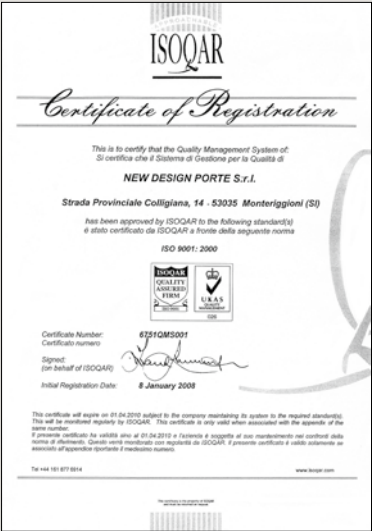 ISOQAR
Certificate of Registration
This is to certify that the Quality Management System of:
Si certifica che il Sistema di Gestione per la Qualità di
NEW DESIGN PORTE S.r.l.
Strada Provinciale Colligiana, 14 - 53035 Monteriggioni (SI)
has been approved by ISOQAR to the following standard(s)
è stato certificato da ISOQAR a fronte della seguente norma
ISO 9001: 2000
ISOQAR
QUALITY
ASSURED
FIRM
UKAS
QUALITY
MANAGEMENT
026
Certificate Number: 6751QMS001
Certificato numero
Signed:
(on behalf of ISOQAR)
Initial Registration Date: 8 January 2008
This certificate will expire on 01.04.2010 subject to the company maintaining its system to the required standard(s).
This will be monitored regularly by ISOQAR. This certificate is only valid when associated with the appendix of the
same number.
Il presente certificato ha validità sino al 01.04.2010 e l'azienda è soggetta al suo mantenimento nei confronti della
norma di riferimento. Questo verrà monitorato con regolarità da ISOQAR. Il presente certificato è valido solamente se
associato all'appendice riportante il medesimo numero.
Tel +44 161 877 6914
www.isoqar.com